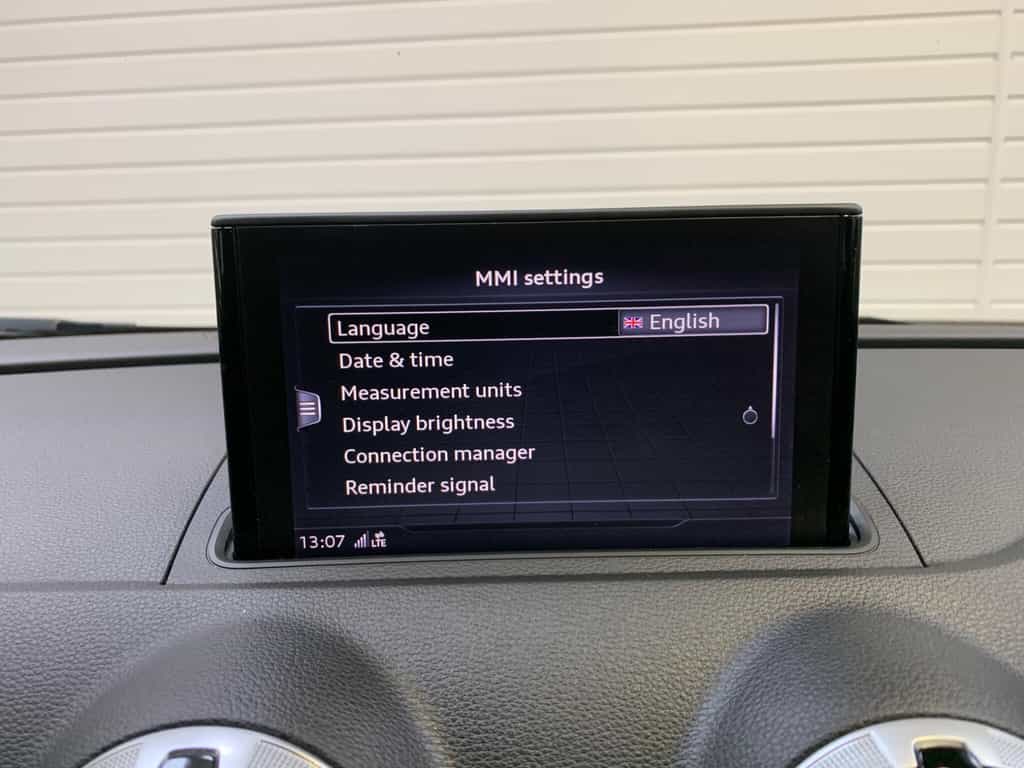 MMI settings
Language English
Date & time
Measurement units
Display brightness
Connection manager
Reminder signal
13:07 LTE